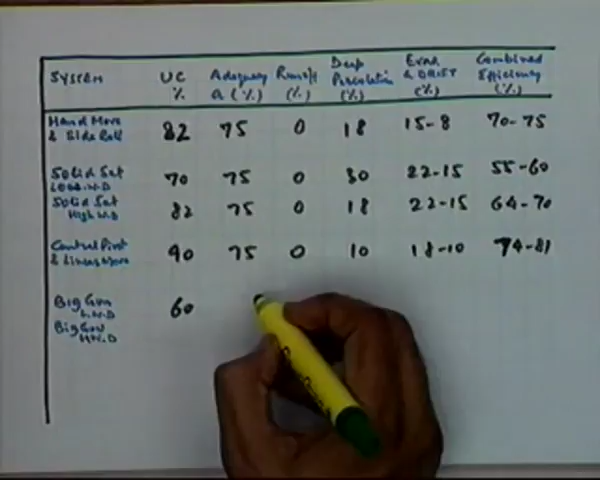 SYSTEM UC % Adequacy a (%) Runoff (%) Deep Percolation (%) Evap & DRIFT (%) Combined Efficiency (%)
Hand Move & Side Roll 82 75 0 18 15-8 70-75
Solid Set Low W.D 70 75 0 30 22-15 55-60
Solid Set High W.D 82 75 0 18 22-15 64-70
Central Pivot & Linear Move 90 75 0 10 18-10 74-81
Big Gun L.W.D 60
Big Gun H.W.D